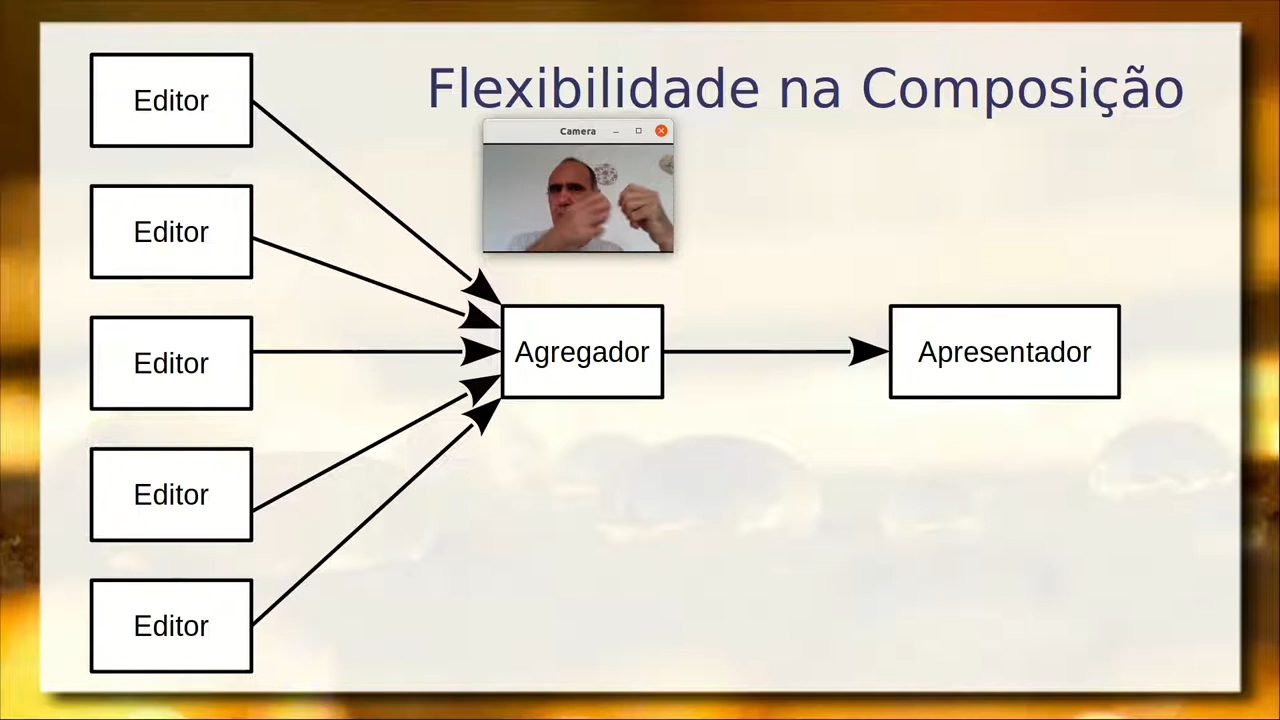 Flexibilidade na Composição
Camera
Editor
Editor
Editor
Editor
Editor
Agregador
Apresentador